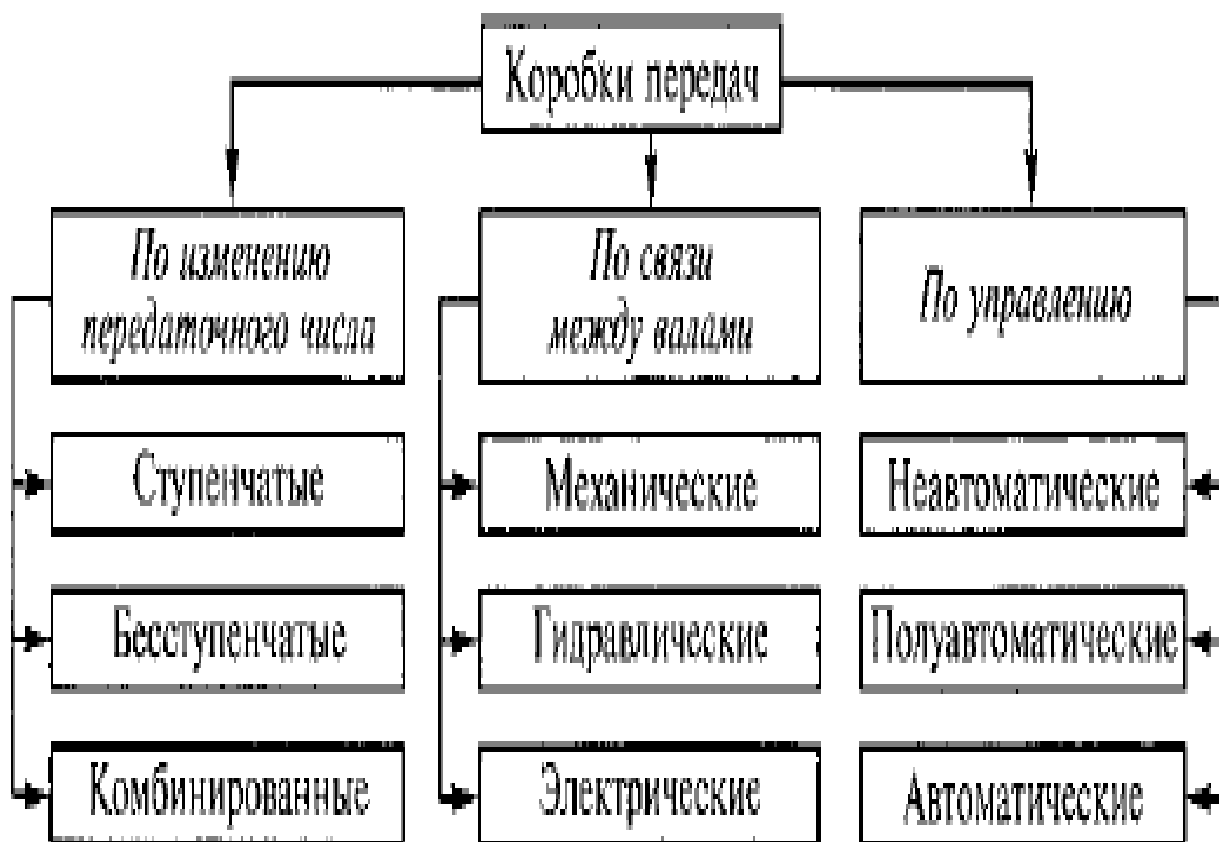 Коробки передач
По изменению
передаточного числа
По связи
между валами
По управлению
Ступенчатые
Механические
Неавтоматические
Бесступенчатые
Гидравлические
Полуавтоматические
Комбинированные
Электрические
Автоматические